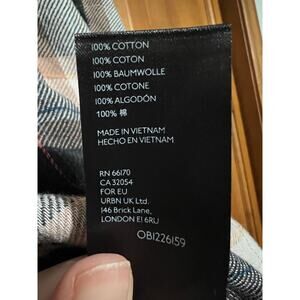 100% COTTON
100% COTON
100% BAUMWOLLE
100% COTONE
100% ALGODÓN
100% 棉
MADE IN VIETNAM
HECHO EN VIETNAM
RN 66170
CA 32054
FOR EU
URBN UK Ltd.
146 Brick Lane,
LONDON E1 6RU
OB1226159